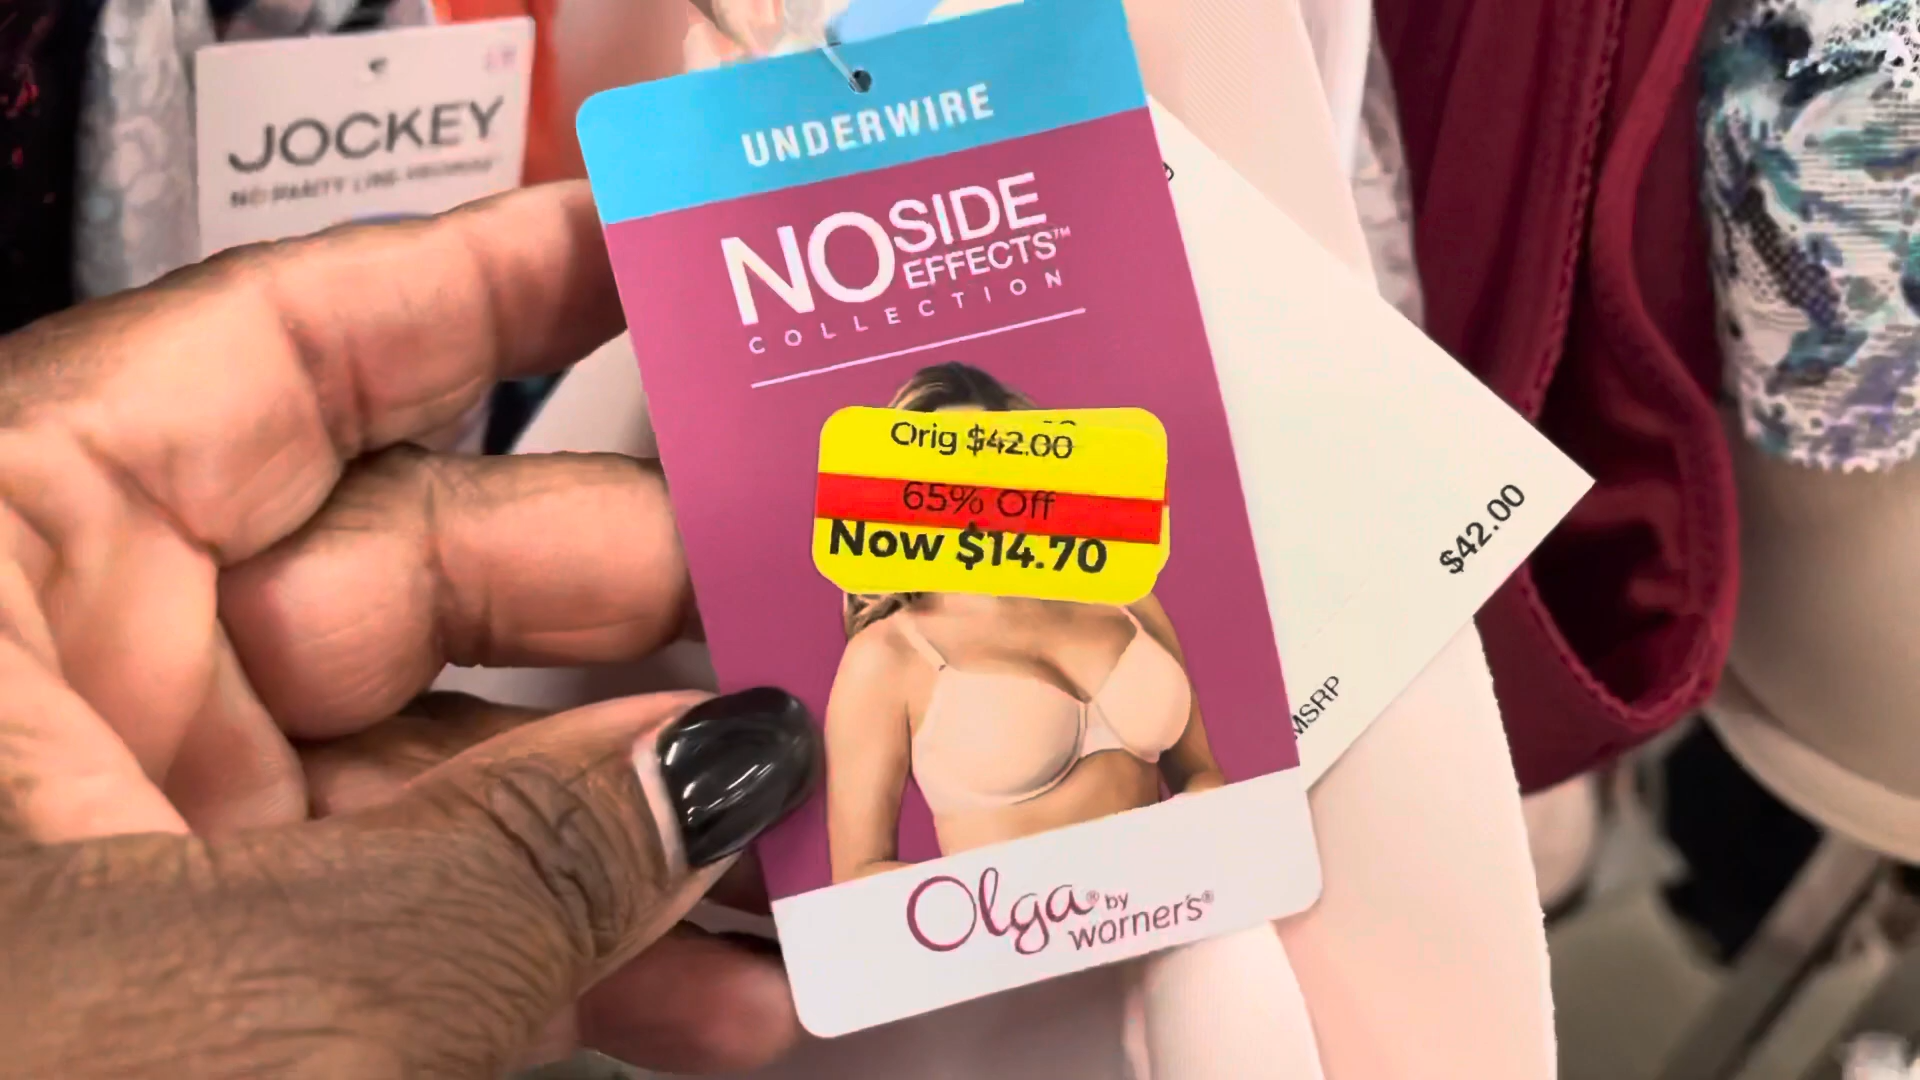 JOCKEY
UNDERWIRE
NO SIDE
EFFECTS™
COLLECTION
Orig $42.00
65% Off
Now $14.70
Olga® by
warner's®
$42.00
MSRP